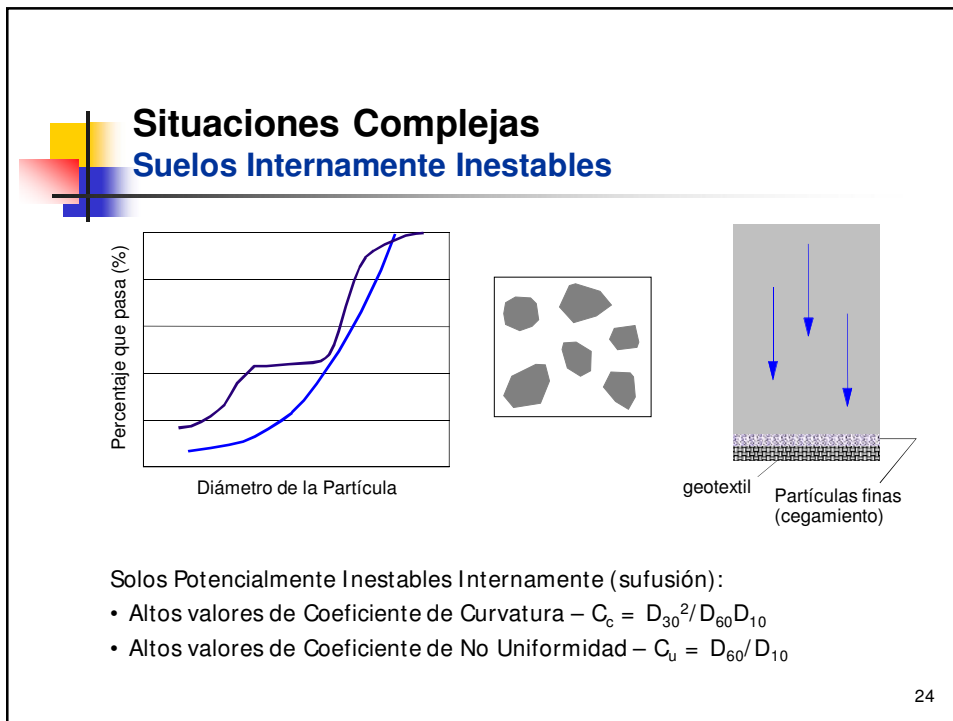 Situaciones Complejas
Suelos Internamente Inestables
Percentaje que pasa (%)
Diámetro de la Partícula
geotextil
Partículas finas
(cegamiento)
Solos Potencialmente Inestables Internamente (sufusión):
• Altos valores de Coeficiente de Curvatura – Cc = D30²/D60D10
• Altos valores de Coeficiente de No Uniformidad – Cu = D60/D10
24